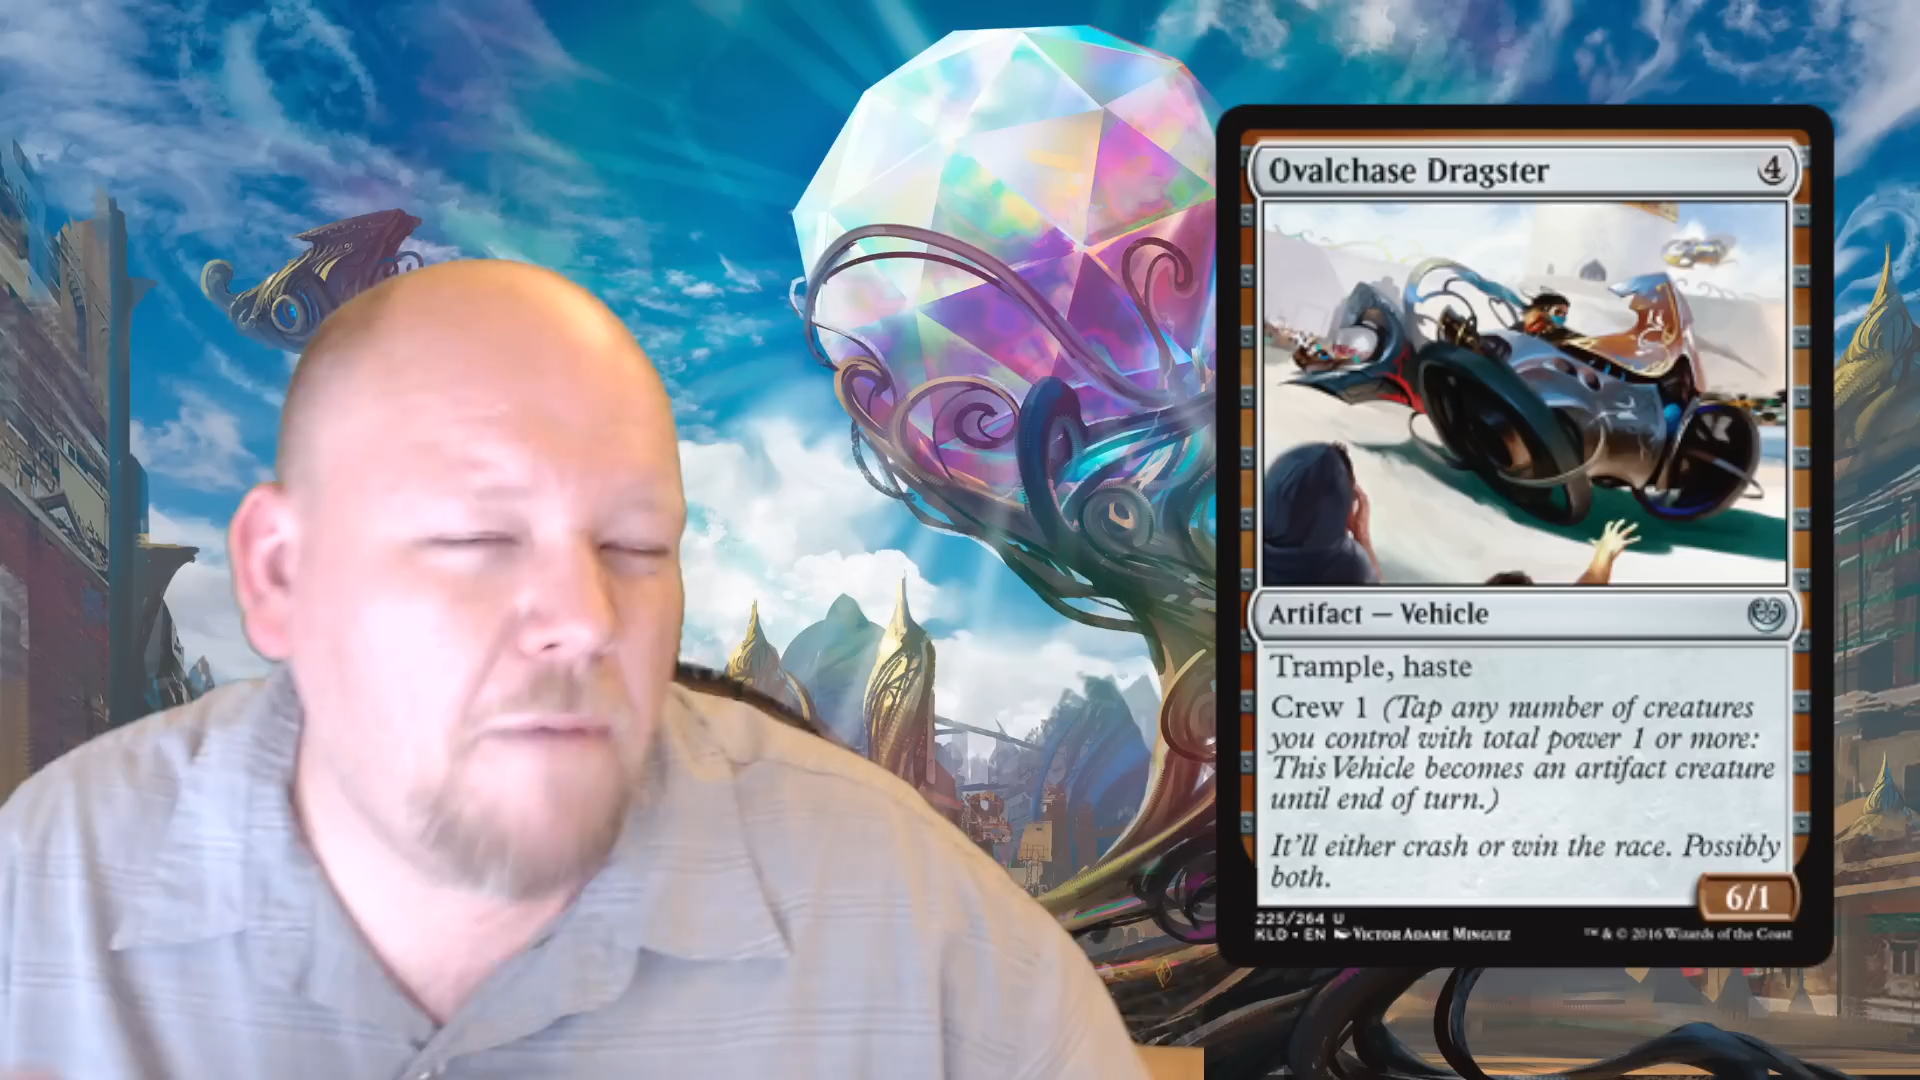 Ovalchase Dragster 4
Artifact — Vehicle
Trample, haste
Crew 1 (Tap any number of creatures
you control with total power 1 or more:
This Vehicle becomes an artifact creature
until end of turn.)
It'll either crash or win the race. Possibly
both.
6/1
225/264 U
KLD • EN Victor Adame Minguez
™ & © 2016 Wizards of the Coast